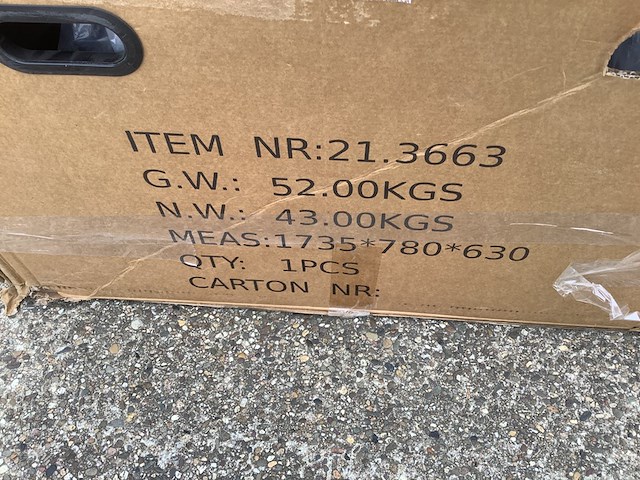 ITEM NR:21.3663
G.W.: 52.00KGS
N.W.: 43.00KGS
MEAS:1735*780*630
QTY: 1PCS
CARTON NR: